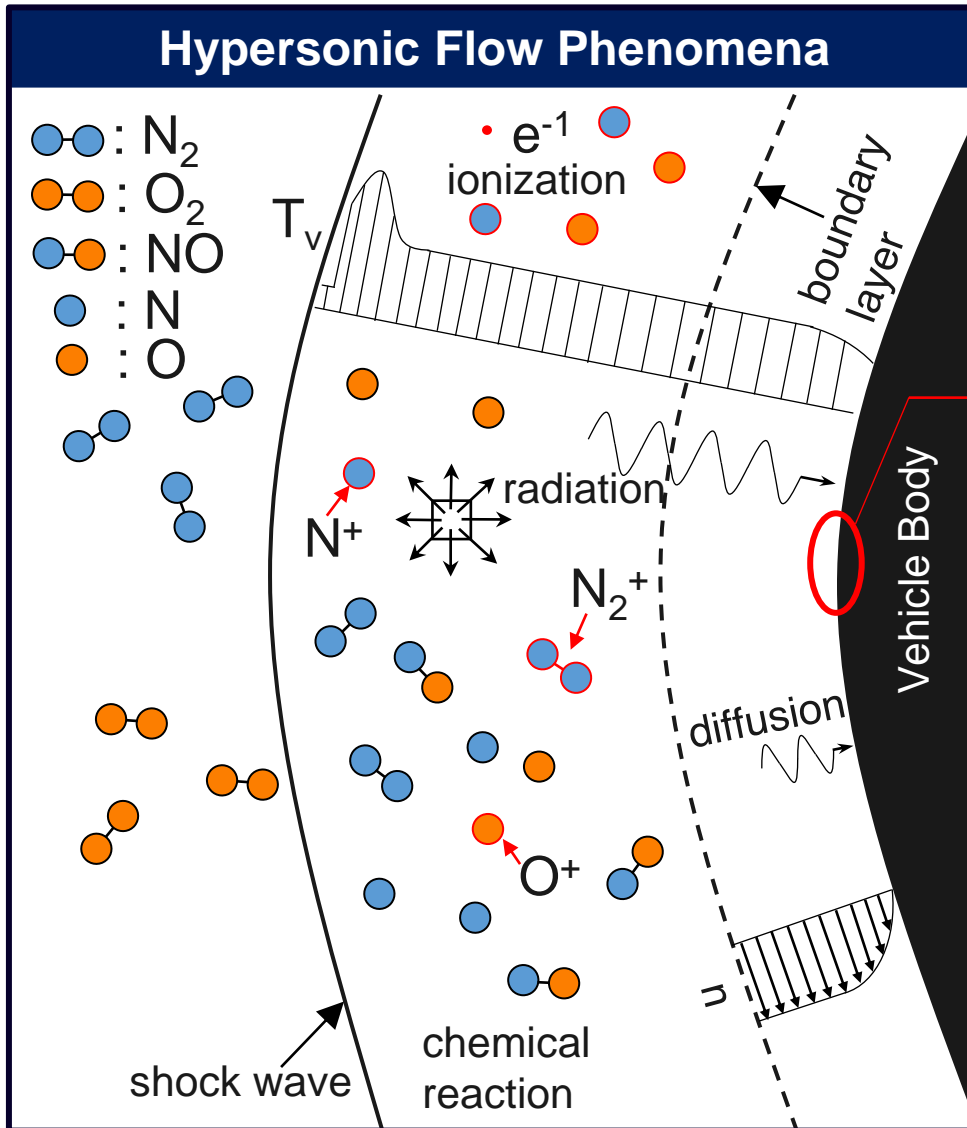 Hypersonic Flow Phenomena
: N₂
: O₂
: NO
: N
: O
e⁻¹
ionization
Tᵥ
boundary
layer
radiation
N⁺
N₂⁺
Vehicle Body
diffusion
O⁺
u
shock wave
chemical
reaction